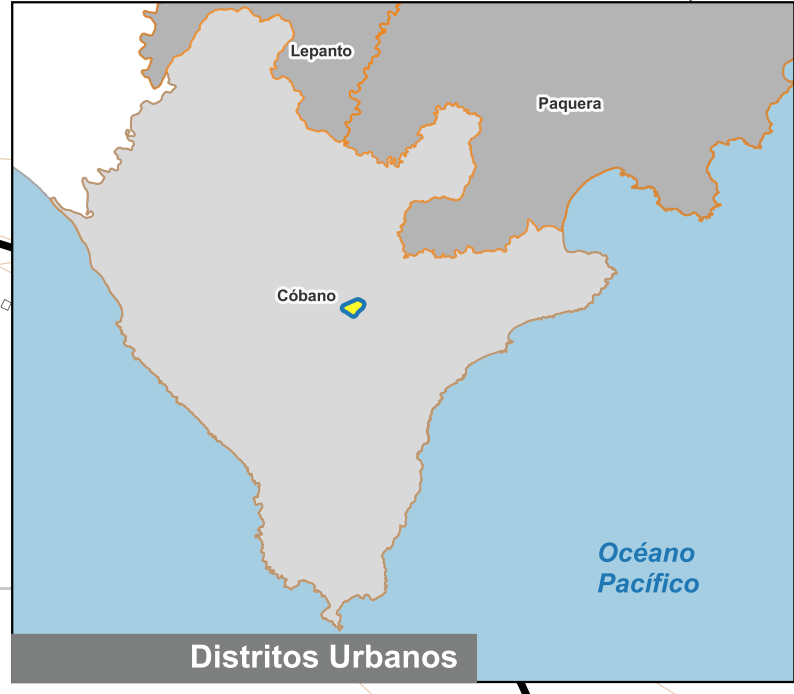 Lepanto
Paquera
Cóbano
Océano
Pacífico
Distritos Urbanos